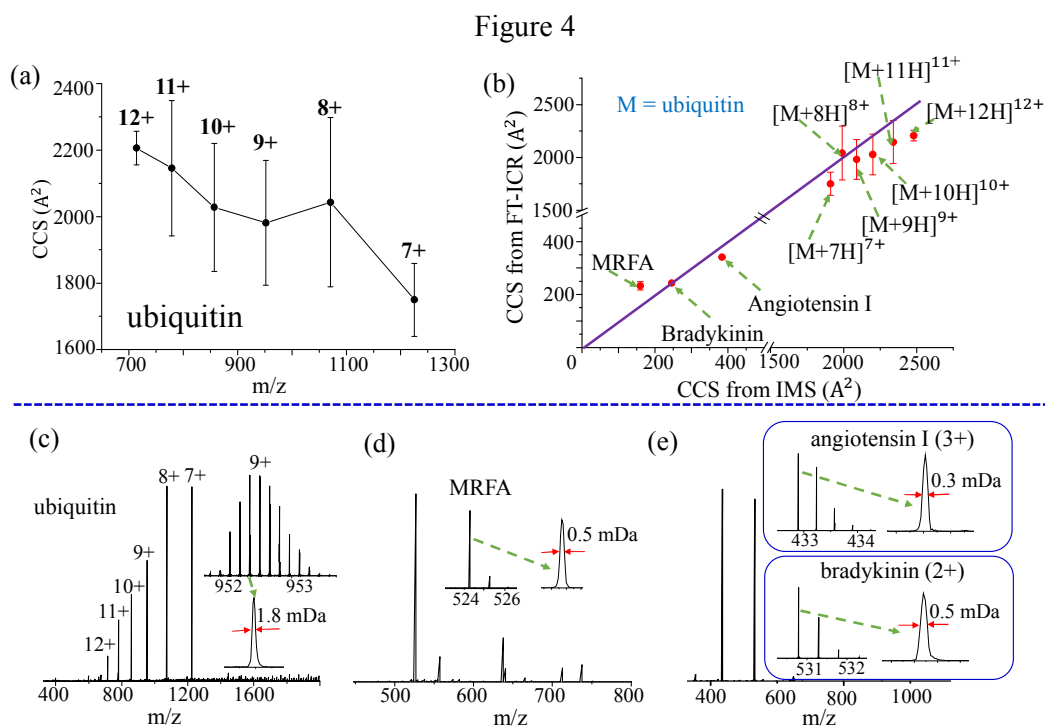 Figure 4
(a)
CCS (A²)
2400
2200
2000
1800
1600
12+
11+
10+
9+
8+
7+
ubiquitin
700
900
1100
1300
m/z
(b)
CCS from FT-ICR (A²)
2500
2000
1500
400
200
0
M = ubiquitin
[M+11H]¹¹⁺
[M+8H]⁸⁺
[M+12H]¹²⁺
[M+10H]¹⁰⁺
[M+9H]⁹⁺
[M+7H]⁷⁺
MRFA
Angiotensin I
Bradykinin
0
200
400
1500
2000
2500
CCS from IMS (A²)
(c)
ubiquitin
8+ 7+
9+
10+
11+
12+
9+
952
953
1.8 mDa
400
800
1200
1600
m/z
(d)
MRFA
0.5 mDa
524
526
500
600
700
800
m/z
(e)
angiotensin I (3+)
0.3 mDa
433
434
bradykinin (2+)
0.5 mDa
531
532
400
600
800
1000
m/z